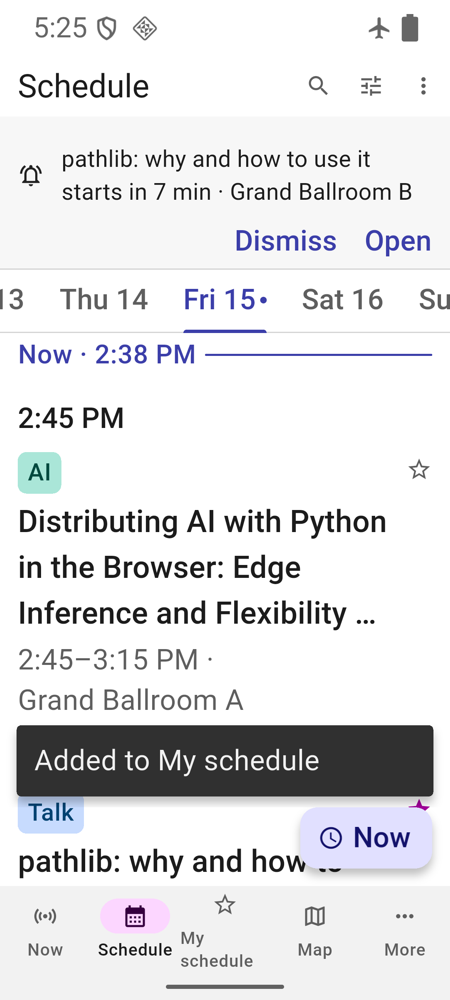 5:25
Schedule
pathlib: why and how to use it
starts in 7 min · Grand Ballroom B
Dismiss Open
13 Thu 14 Fri 15• Sat 16 Su
Now · 2:38 PM
2:45 PM
AI
Distributing AI with Python
in the Browser: Edge
Inference and Flexibility ...
2:45–3:15 PM ·
Grand Ballroom A
Added to My schedule
Talk
Now
pathlib: why and how to
Now
Schedule
My
schedule
Map
More